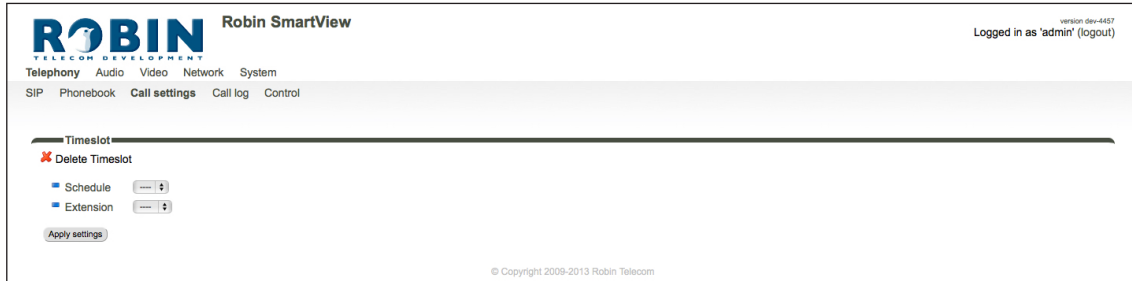 ROBIN
TELECOM DEVELOPMENT
Robin SmartView
version dev-4457
Logged in as 'admin' (logout)
Telephony Audio Video Network System
SIP Phonebook Call settings Call log Control
Timeslot
Delete Timeslot
Schedule ----
Extension ----
Apply settings
© Copyright 2009-2013 Robin Telecom